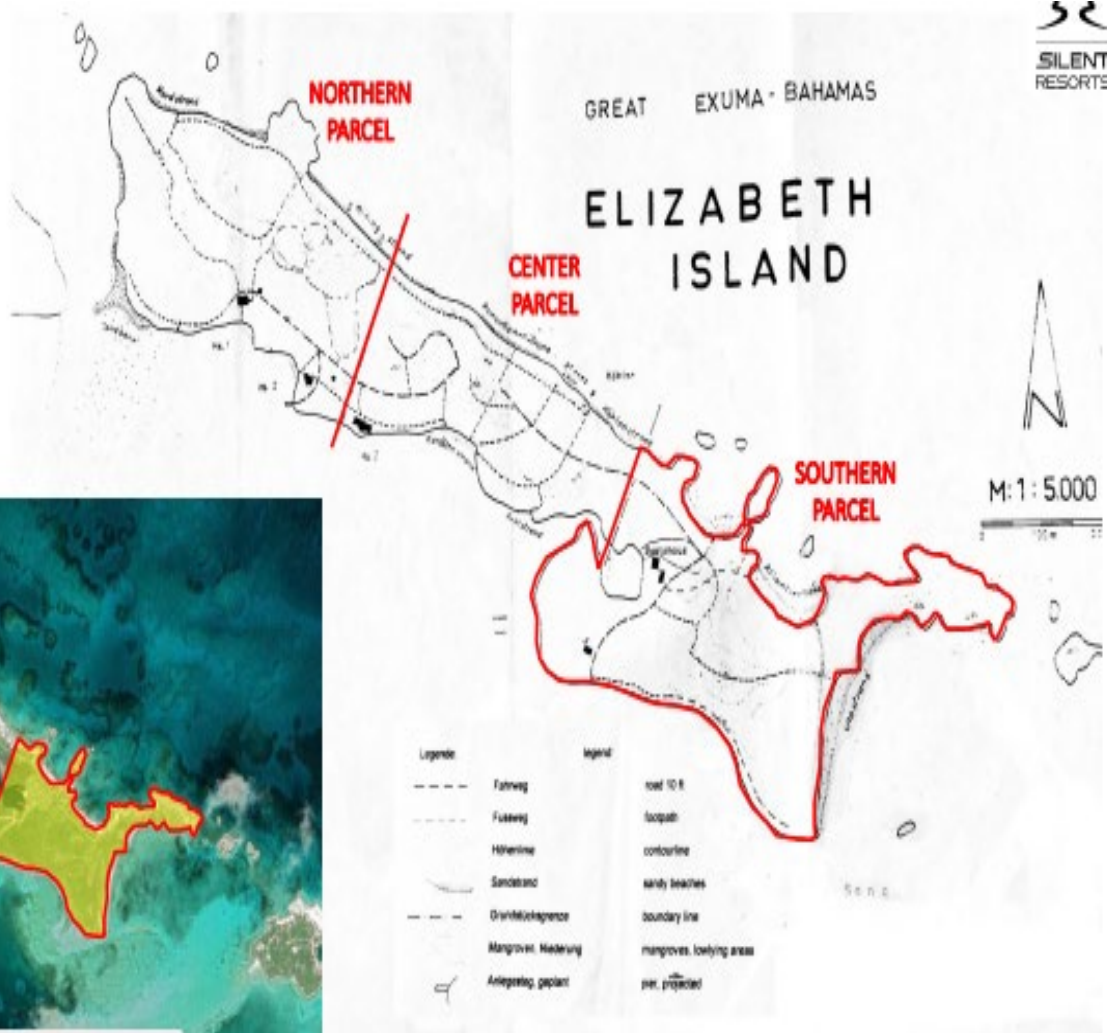 SILENT
RESORTS
GREAT EXUMA - BAHAMAS
ELIZABETH
ISLAND
NORTHERN
PARCEL
CENTER
PARCEL
SOUTHERN
PARCEL
N
M: 1 : 5.000
Nordstrand
Legende legend
Fahrweg road 10 ft
Fussweg footpath
Höhenlinie contourline
Sandstrand sandy beaches
Grundstücksgrenze boundary line
Mangroven, Niederung mangroves, lowlying areas
Anlegesteg, geplant pier, projected